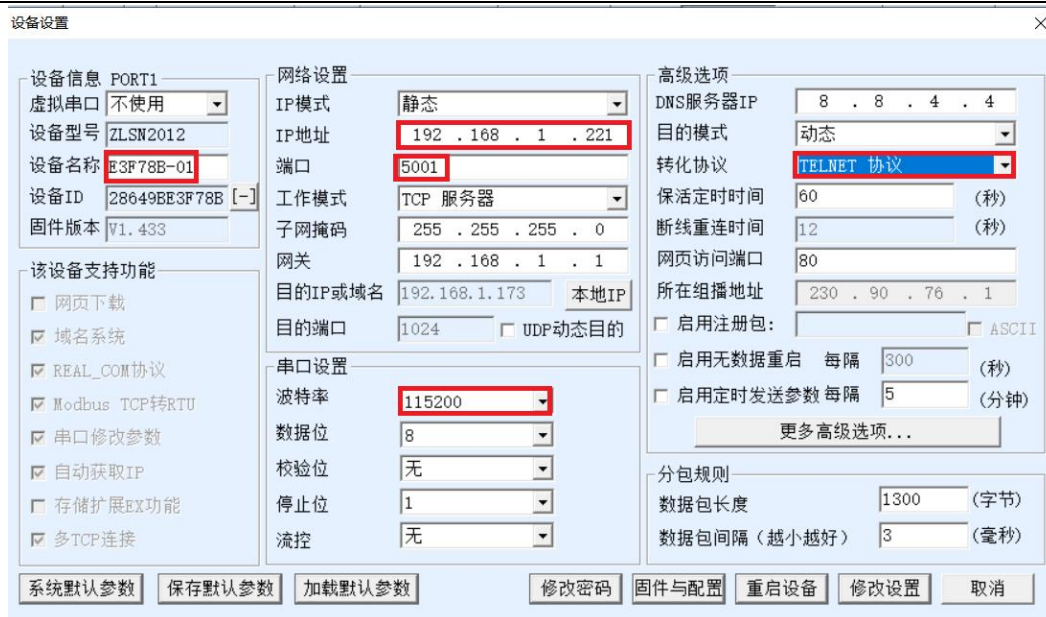 设备设置
设备信息 PORT1
虚拟串口 不使用
设备型号 ZLSN2012
设备名称 E3F78B-01
设备ID 28649BE3F78B [-]
固件版本 V1.433
该设备支持功能
网页下载
域名系统
REAL_COM协议
Modbus TCP转RTU
串口修改参数
自动获取IP
存储扩展EX功能
多TCP连接
网络设置
IP模式 静态
IP地址 192 . 168 . 1 . 221
端口 5001
工作模式 TCP 服务器
子网掩码 255 . 255 . 255 . 0
网关 192 . 168 . 1 . 1
目的IP或域名 192.168.1.173 本地IP
目的端口 1024 UDP动态目的
串口设置
波特率 115200
数据位 8
校验位 无
停止位 1
流控 无
高级选项
DNS服务器IP 8 . 8 . 4 . 4
目的模式 动态
转化协议 TELNET 协议
保活定时时间 60 (秒)
断线重连时间 12 (秒)
网页访问端口 80
所在组播地址 230 . 90 . 76 . 1
启用注册包: ASCII
启用无数据重启 每隔 300 (秒)
启用定时发送参数 每隔 5 (分钟)
更多高级选项...
分包规则
数据包长度 1300 (字节)
数据包间隔(越小越好) 3 (毫秒)
系统默认参数 保存默认参数 加载默认参数 修改密码 固件与配置 重启设备 修改设置 取消